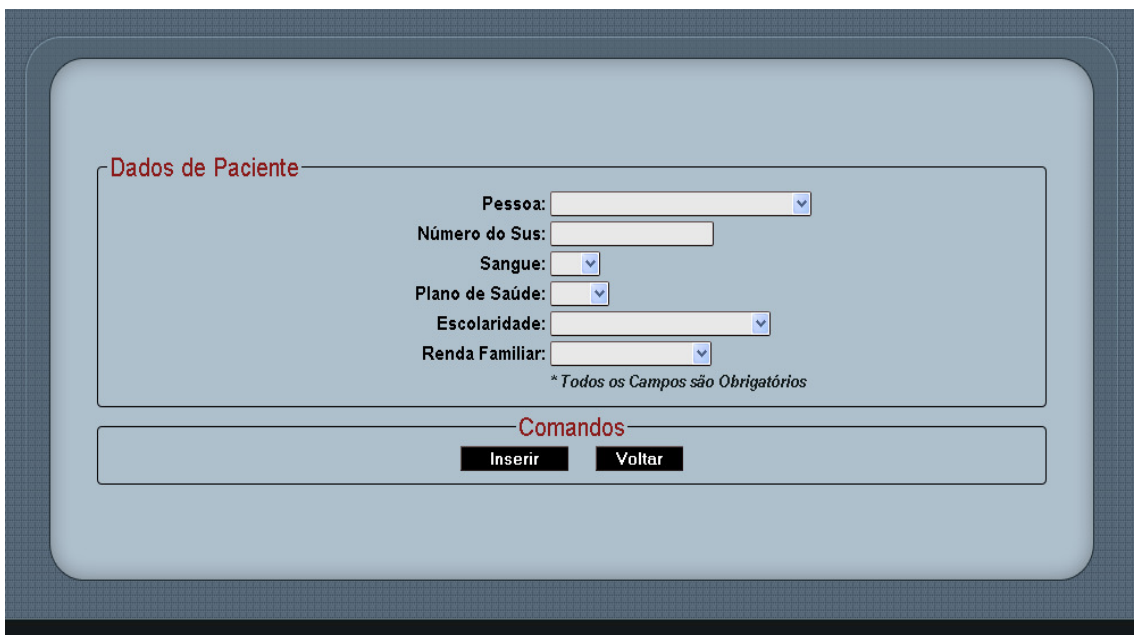 Dados de Paciente
Pessoa:
Número do Sus:
Sangue:
Plano de Saúde:
Escolaridade:
Renda Familiar:
* Todos os Campos são Obrigatórios
Comandos
Inserir Voltar